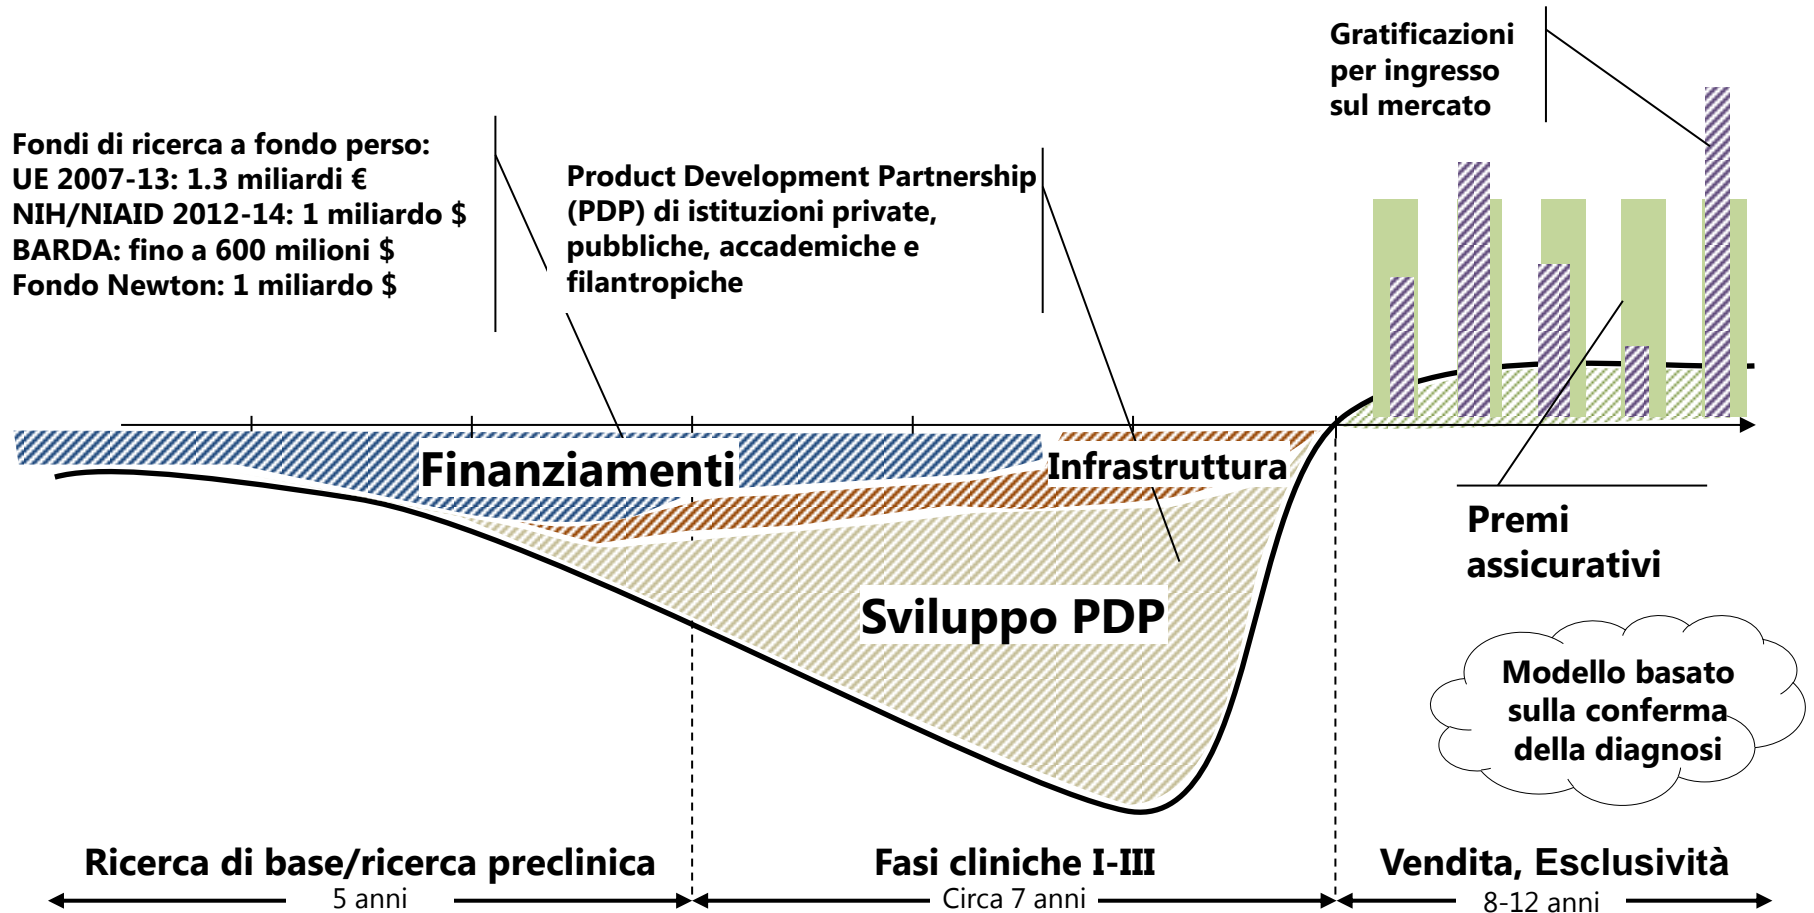 Gratificazioni
per ingresso
sul mercato
Fondi di ricerca a fondo perso:
UE 2007-13: 1.3 miliardi €
NIH/NIAID 2012-14: 1 miliardo $
BARDA: fino a 600 milioni $
Fondo Newton: 1 miliardo $
Product Development Partnership
(PDP) di istituzioni private,
pubbliche, accademiche e
filantropiche
Finanziamenti
Infrastruttura
Sviluppo PDP
Premi
assicurativi
Modello basato
sulla conferma
della diagnosi
Ricerca di base/ricerca preclinica
5 anni
Fasi cliniche I-III
Circa 7 anni
Vendita, Esclusività
8-12 anni